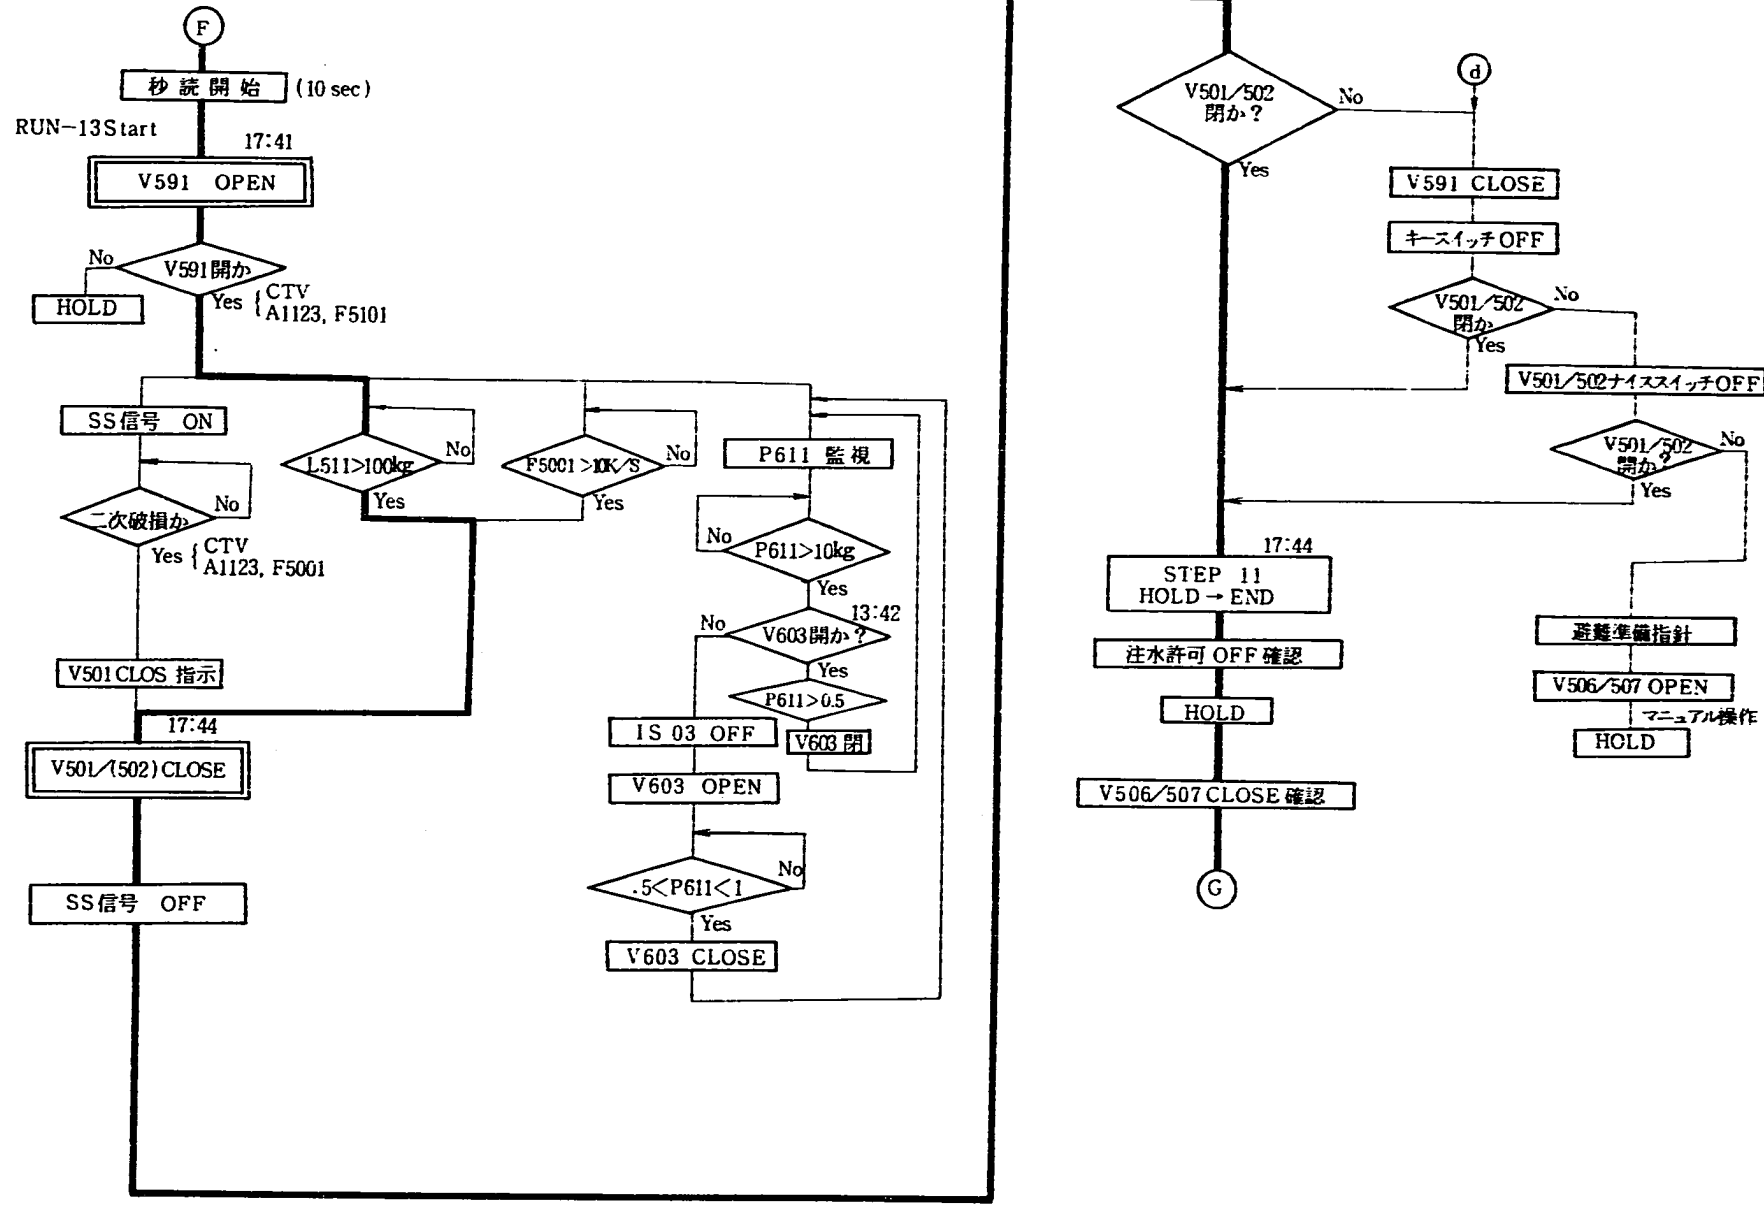 F
秒読開始 (10 sec)
RUN-13Start
17:41
V591 OPEN
No
V591開か
Yes
CTV
A1123, F5101
HOLD
SS信号 ON
No
二次破損か
Yes
CTV
A1123, F5001
V501 CLOS 指示
L511>100kg
No
Yes
F5001>10K/S
No
Yes
P611 監視
No
P611>10kg
Yes
13:42
No
V603開か?
Yes
P611>0.5
V603 閉
IS 03 OFF
V603 OPEN
No
.5<P611<1
Yes
V603 CLOSE
17:44
V501/(502) CLOSE
SS信号 OFF
V501/502
閉か?
No
Yes
d
V591 CLOSE
キースイッチOFF
V501/502
閉か
No
Yes
V501/502ナイススイッチOFF
V501/502
開か?
No
Yes
17:44
STEP 11
HOLD→END
注水許可 OFF 確認
HOLD
V506/507 CLOSE 確認
G
避難準備指針
V506/507 OPEN
マニュアル操作
HOLD